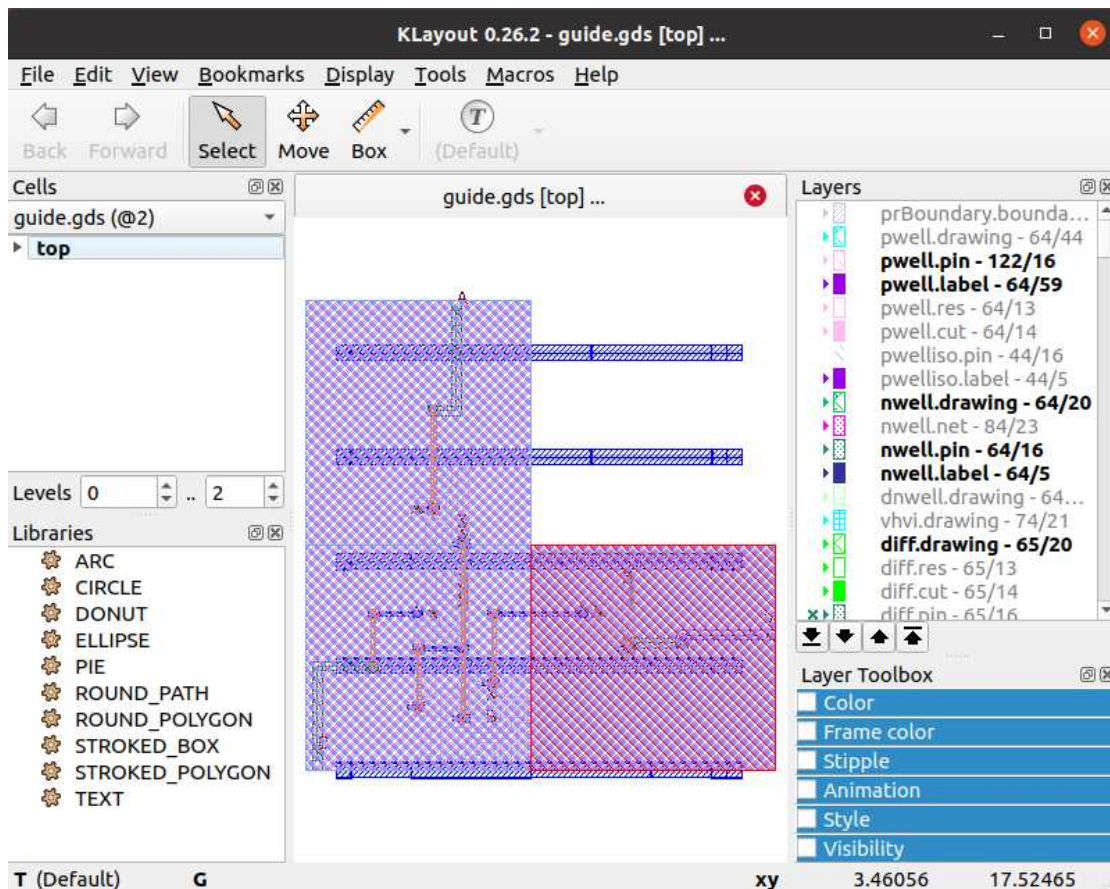 KLayout 0.26.2 - guide.gds [top] ...
File Edit View Bookmarks Display Tools Macros Help
Back Forward Select Move Box T (Default)
Cells
guide.gds (@2)
top
Levels 0 .. 2
Libraries
ARC
CIRCLE
DONUT
ELLIPSE
PIE
ROUND_PATH
ROUND_POLYGON
STROKED_BOX
STROKED_POLYGON
TEXT
guide.gds [top] ...
A
Layers
prBoundary.bounda...
pwell.drawing - 64/44
pwell.pin - 122/16
pwell.label - 64/59
pwell.res - 64/13
pwell.cut - 64/14
pwelliso.pin - 44/16
pwelliso.label - 44/5
nwell.drawing - 64/20
nwell.net - 84/23
nwell.pin - 64/16
nwell.label - 64/5
dnwell.drawing - 64...
vhvi.drawing - 74/21
diff.drawing - 65/20
diff.res - 65/13
diff.cut - 65/14
diff.pin - 65/16
Layer Toolbox
Color
Frame color
Stipple
Animation
Style
Visibility
T (Default) G xy 3.46056 17.52465